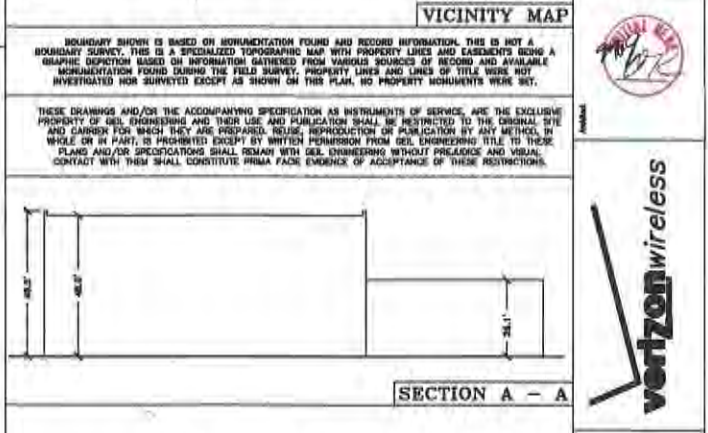 VICINITY MAP
BOUNDARY SHOWN IS BASED ON MONUMENTATION FOUND AND RECORD INFORMATION. THIS IS NOT A
BOUNDARY SURVEY. THIS IS A SPECIALIZED TOPOGRAPHIC MAP WITH PROPERTY LINES AND EASEMENTS BEING A
GRAPHIC DEPICTION BASED ON INFORMATION GATHERED FROM VARIOUS SOURCES OF RECORD AND AVAILABLE
MONUMENTATION FOUND DURING THE FIELD SURVEY. PROPERTY LINES AND LINES OF TITLE WERE NOT
INVESTIGATED NOR SURVEYED EXCEPT AS SHOWN ON THIS PLAN. NO PROPERTY MONUMENTS WERE SET.
THESE DRAWINGS AND/OR THE ACCOMPANYING SPECIFICATION AS INSTRUMENTS OF SERVICE, ARE THE EXCLUSIVE
PROPERTY OF GEIL ENGINEERING AND THEIR USE AND PUBLICATION SHALL BE RESTRICTED TO THE ORIGINAL SITE
AND CARRIER FOR WHICH THEY ARE PREPARED. REUSE, REPRODUCTION OR PUBLICATION BY ANY METHOD, IN
WHOLE OR IN PART, IS PROHIBITED EXCEPT BY WRITTEN PERMISSION FROM GEIL ENGINEERING TITLE TO THESE
PLANS AND/OR SPECIFICATIONS SHALL REMAIN WITH GEIL ENGINEERING WITHOUT PREJUDICE AND VISUAL
CONTACT WITH THEM SHALL CONSTITUTE PRIMA FACIE EVIDENCE OF ACCEPTANCE OF THESE RESTRICTIONS.
SECTION A - A
verizonwireless